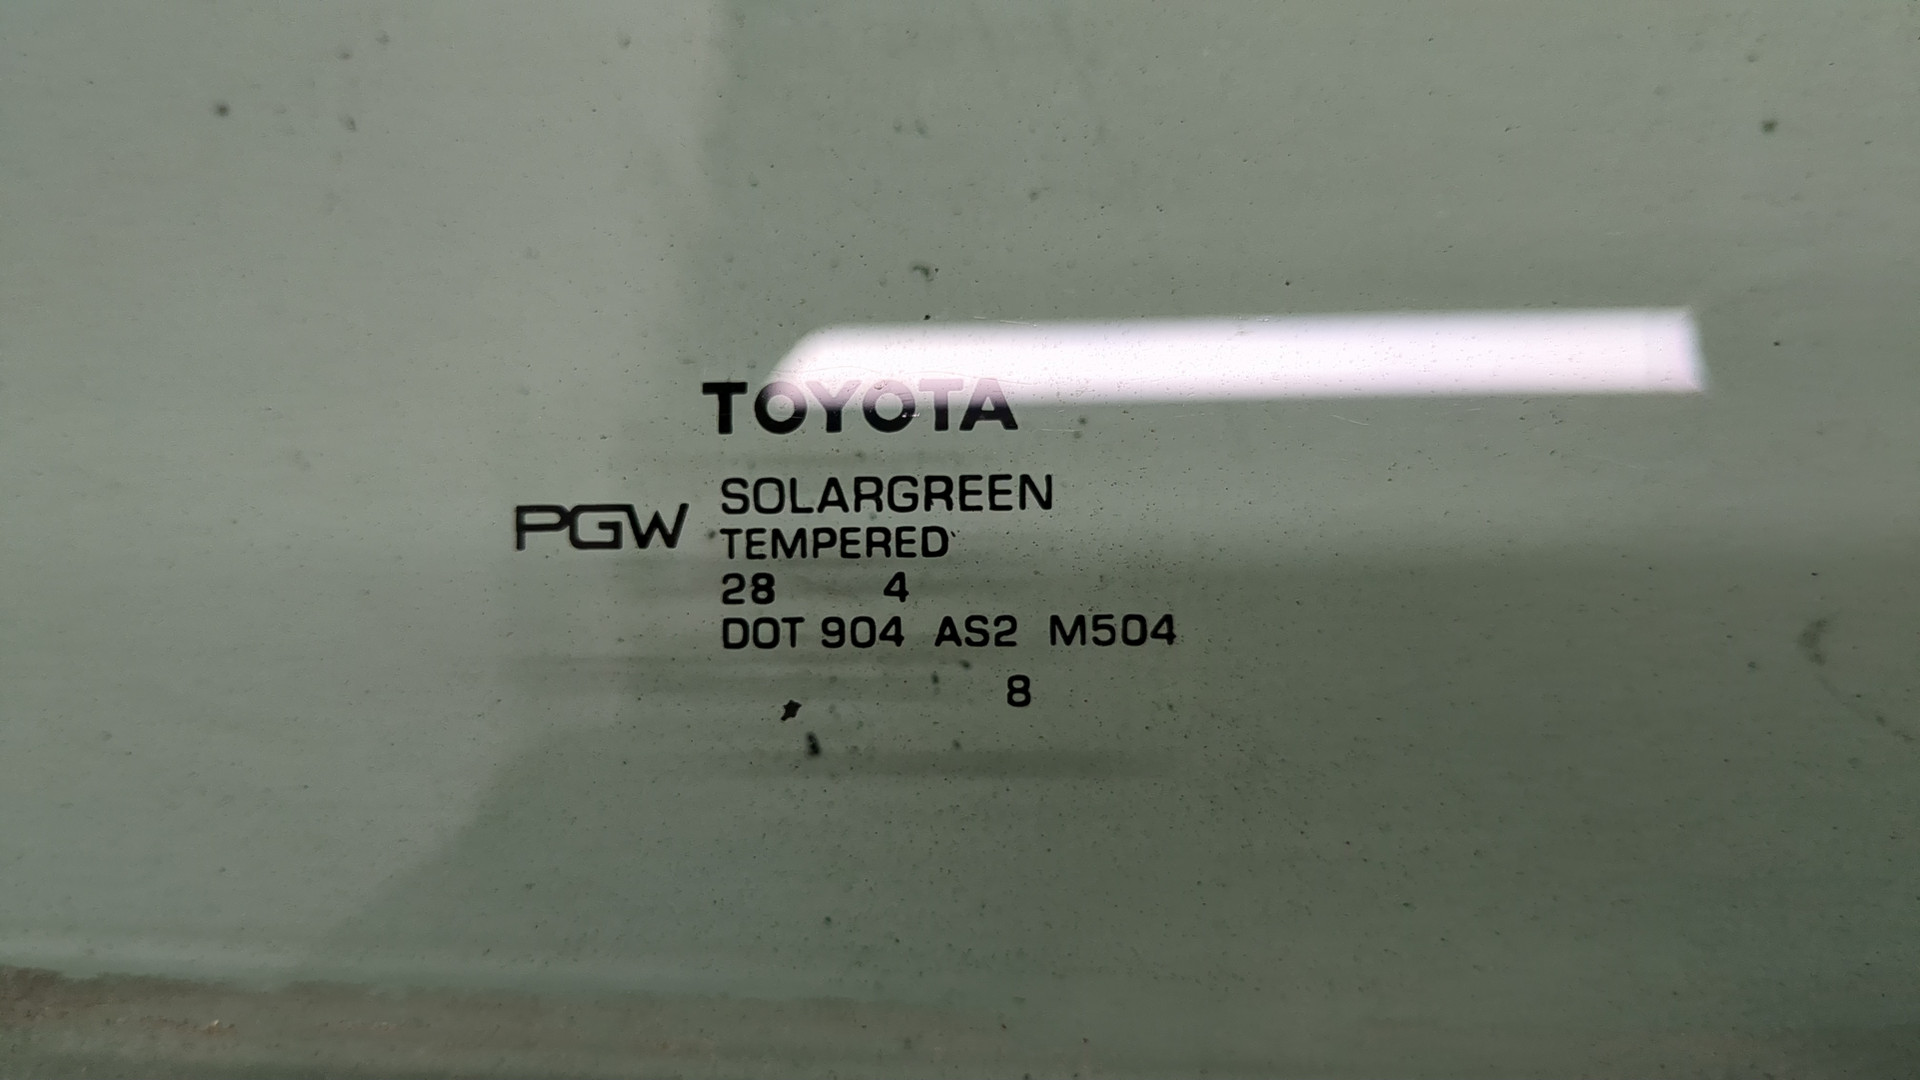 TOYOTA
PGW
SOLARGREEN
TEMPERED
28 4
DOT 904 AS2 M504
8